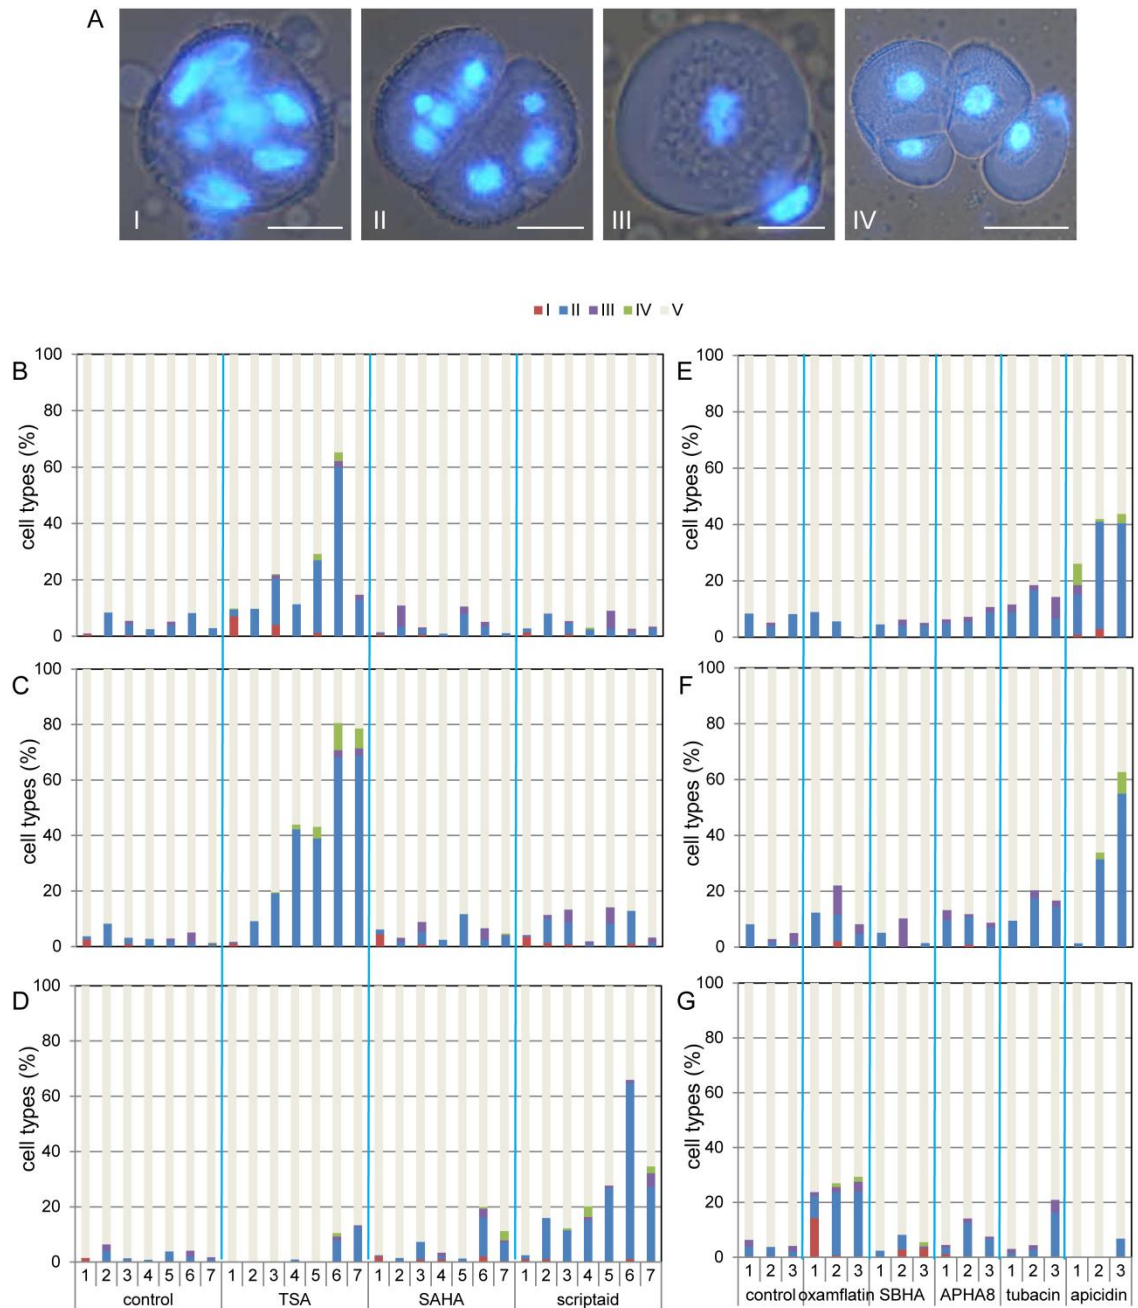 A
I II III IV
I II III IV V
B
100
80
60
40
20
0
cell types (%)
C
100
80
60
40
20
0
cell types (%)
D
100
80
60
40
20
0
cell types (%)
1 2 3 4 5 6 7 1 2 3 4 5 6 7 1 2 3 4 5 6 7 1 2 3 4 5 6 7
control TSA SAHA scriptaid
E
100
80
60
40
20
0
cell types (%)
F
100
80
60
40
20
0
cell types (%)
G
100
80
60
40
20
0
cell types (%)
1 2 3 1 2 3 1 2 3 1 2 3 1 2 3 1 2 3
control oxamflatin SBHA APHA8 tubacin apicidin